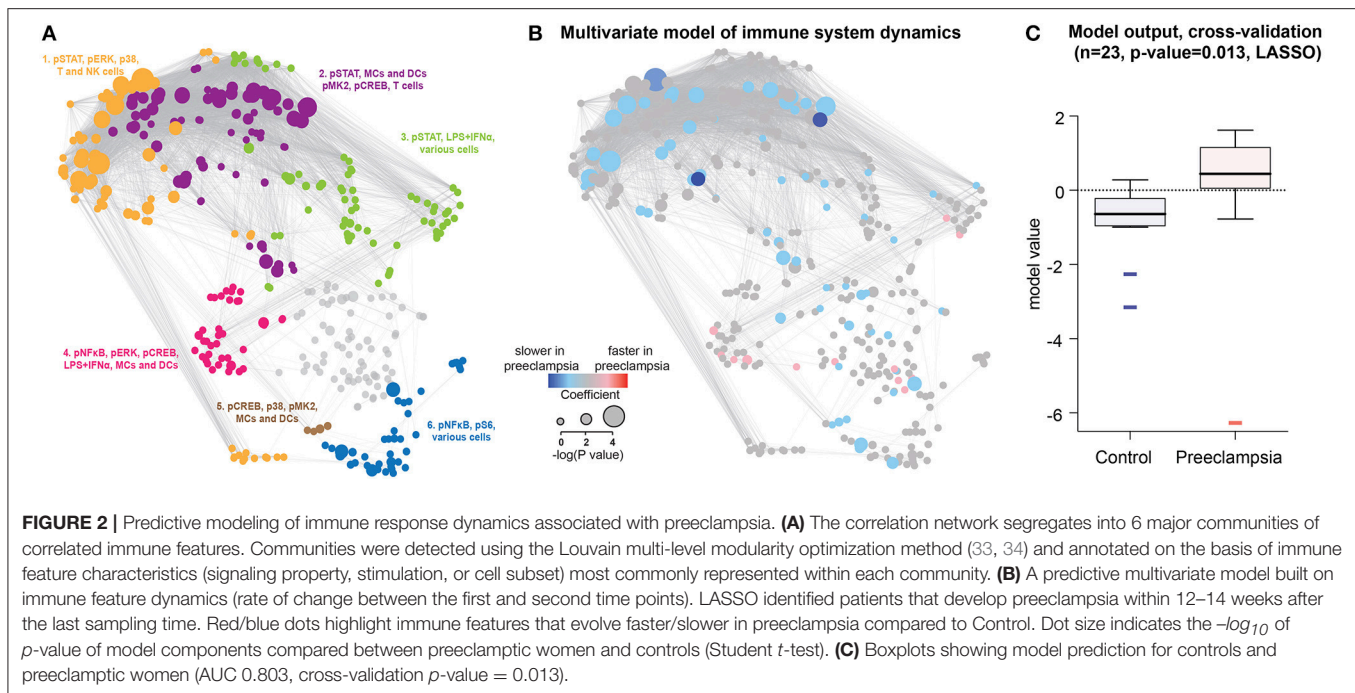 A
1. pSTAT, pERK, p38,
T and NK cells
2. pSTAT, MCs and DCs
pMK2, pCREB, T cells
3. pSTAT, LPS+IFNα,
various cells
4. pNFκB, pERK, pCREB,
LPS+IFNα, MCs and DCs
5. pCREB, p38, pMK2,
MCs and DCs
6. pNFκB, pS6,
various cells
B Multivariate model of immune system dynamics
slower in
preeclampsia
faster in
preeclampsia
Coefficient
0 2 4
-log(P value)
C Model output, cross-validation
(n=23, p-value=0.013, LASSO)
model value
2
0
-2
-4
-6
Control Preeclampsia
FIGURE 2 | Predictive modeling of immune response dynamics associated with preeclampsia. (A) The correlation network segregates into 6 major communities of
correlated immune features. Communities were detected using the Louvain multi-level modularity optimization method (33, 34) and annotated on the basis of immune
feature characteristics (signaling property, stimulation, or cell subset) most commonly represented within each community. (B) A predictive multivariate model built on
immune feature dynamics (rate of change between the first and second time points). LASSO identified patients that develop preeclampsia within 12–14 weeks after
the last sampling time. Red/blue dots highlight immune features that evolve faster/slower in preeclampsia compared to Control. Dot size indicates the –log10 of
p-value of model components compared between preeclamptic women and controls (Student t-test). (C) Boxplots showing model prediction for controls and
preeclamptic women (AUC 0.803, cross-validation p-value = 0.013).